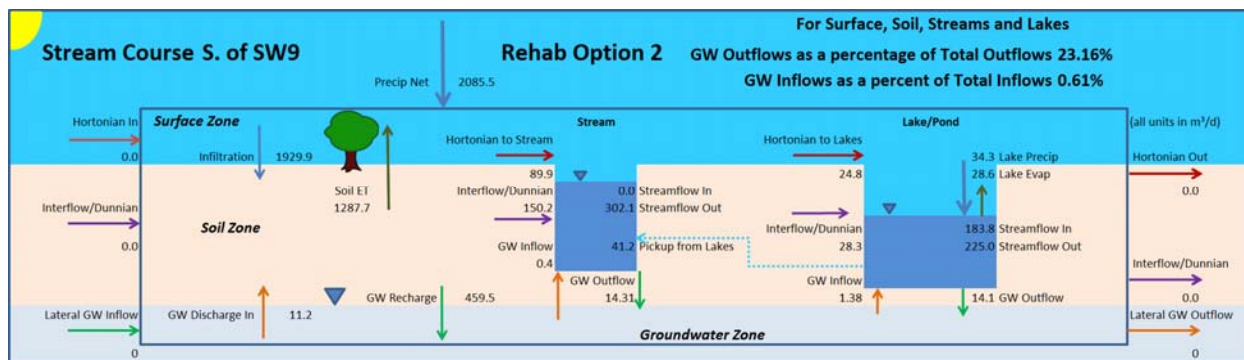 For Surface, Soil, Streams and Lakes
Stream Course S. of SW9
Rehab Option 2
GW Outflows as a percentage of Total Outflows 23.16%
GW Inflows as a percent of Total Inflows 0.61%
Precip Net
2085.5
Hortonian In
0.0
Surface Zone
Stream
Lake/Pond
(all units in m³/d)
Infiltration
1929.9
Soil ET
1287.7
Hortonian to Stream
89.9
Hortonian to Lakes
24.8
34.3 Lake Precip
28.6 Lake Evap
Hortonian Out
0.0
Interflow/Dunnian
0.0
Soil Zone
Interflow/Dunnian
150.2
0.0 Streamflow In
302.1 Streamflow Out
GW Inflow
0.4
41.2 Pickup from Lakes
Interflow/Dunnian
28.3
183.8 Streamflow In
225.0 Streamflow Out
Interflow/Dunnian
0.0
GW Outflow
14.31
GW Inflow
1.38
14.1 GW Outflow
Lateral GW Inflow
0
GW Discharge In
11.2
GW Recharge
459.5
Groundwater Zone
Lateral GW Outflow
0